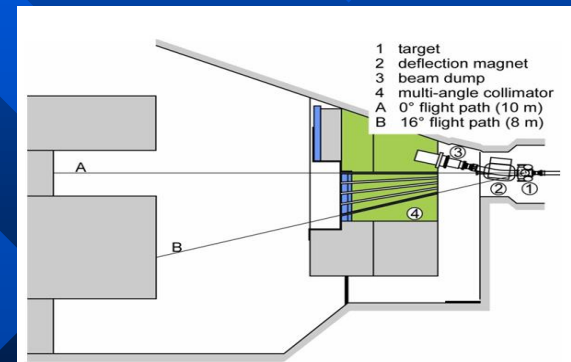 1 target
2 deflection magnet
3 beam dump
4 multi-angle collimator
A 0° flight path (10 m)
B 16° flight path (8 m)
3
A
2
1
4
B